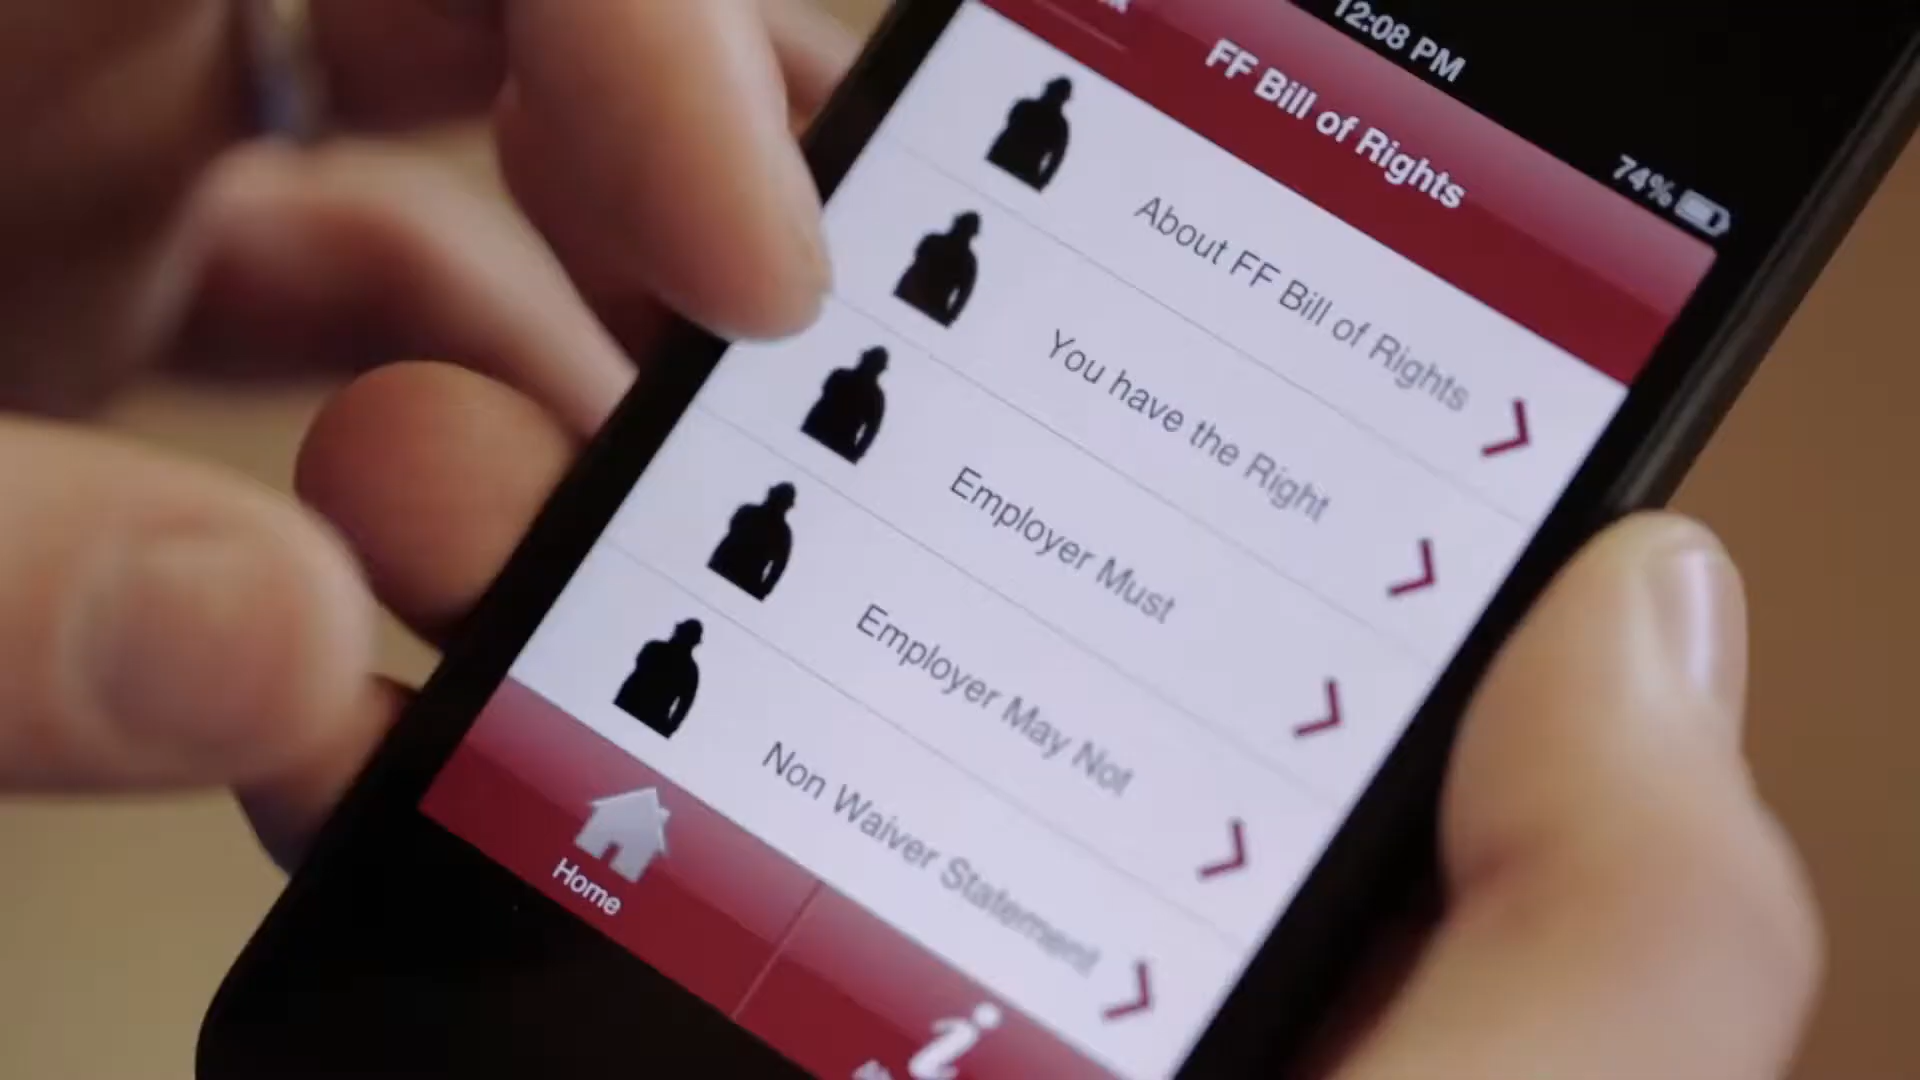 12:08 PM
74%
FF Bill of Rights
About FF Bill of Rights
You have the Right
Employer Must
Employer May Not
Non Waiver Statement
Home